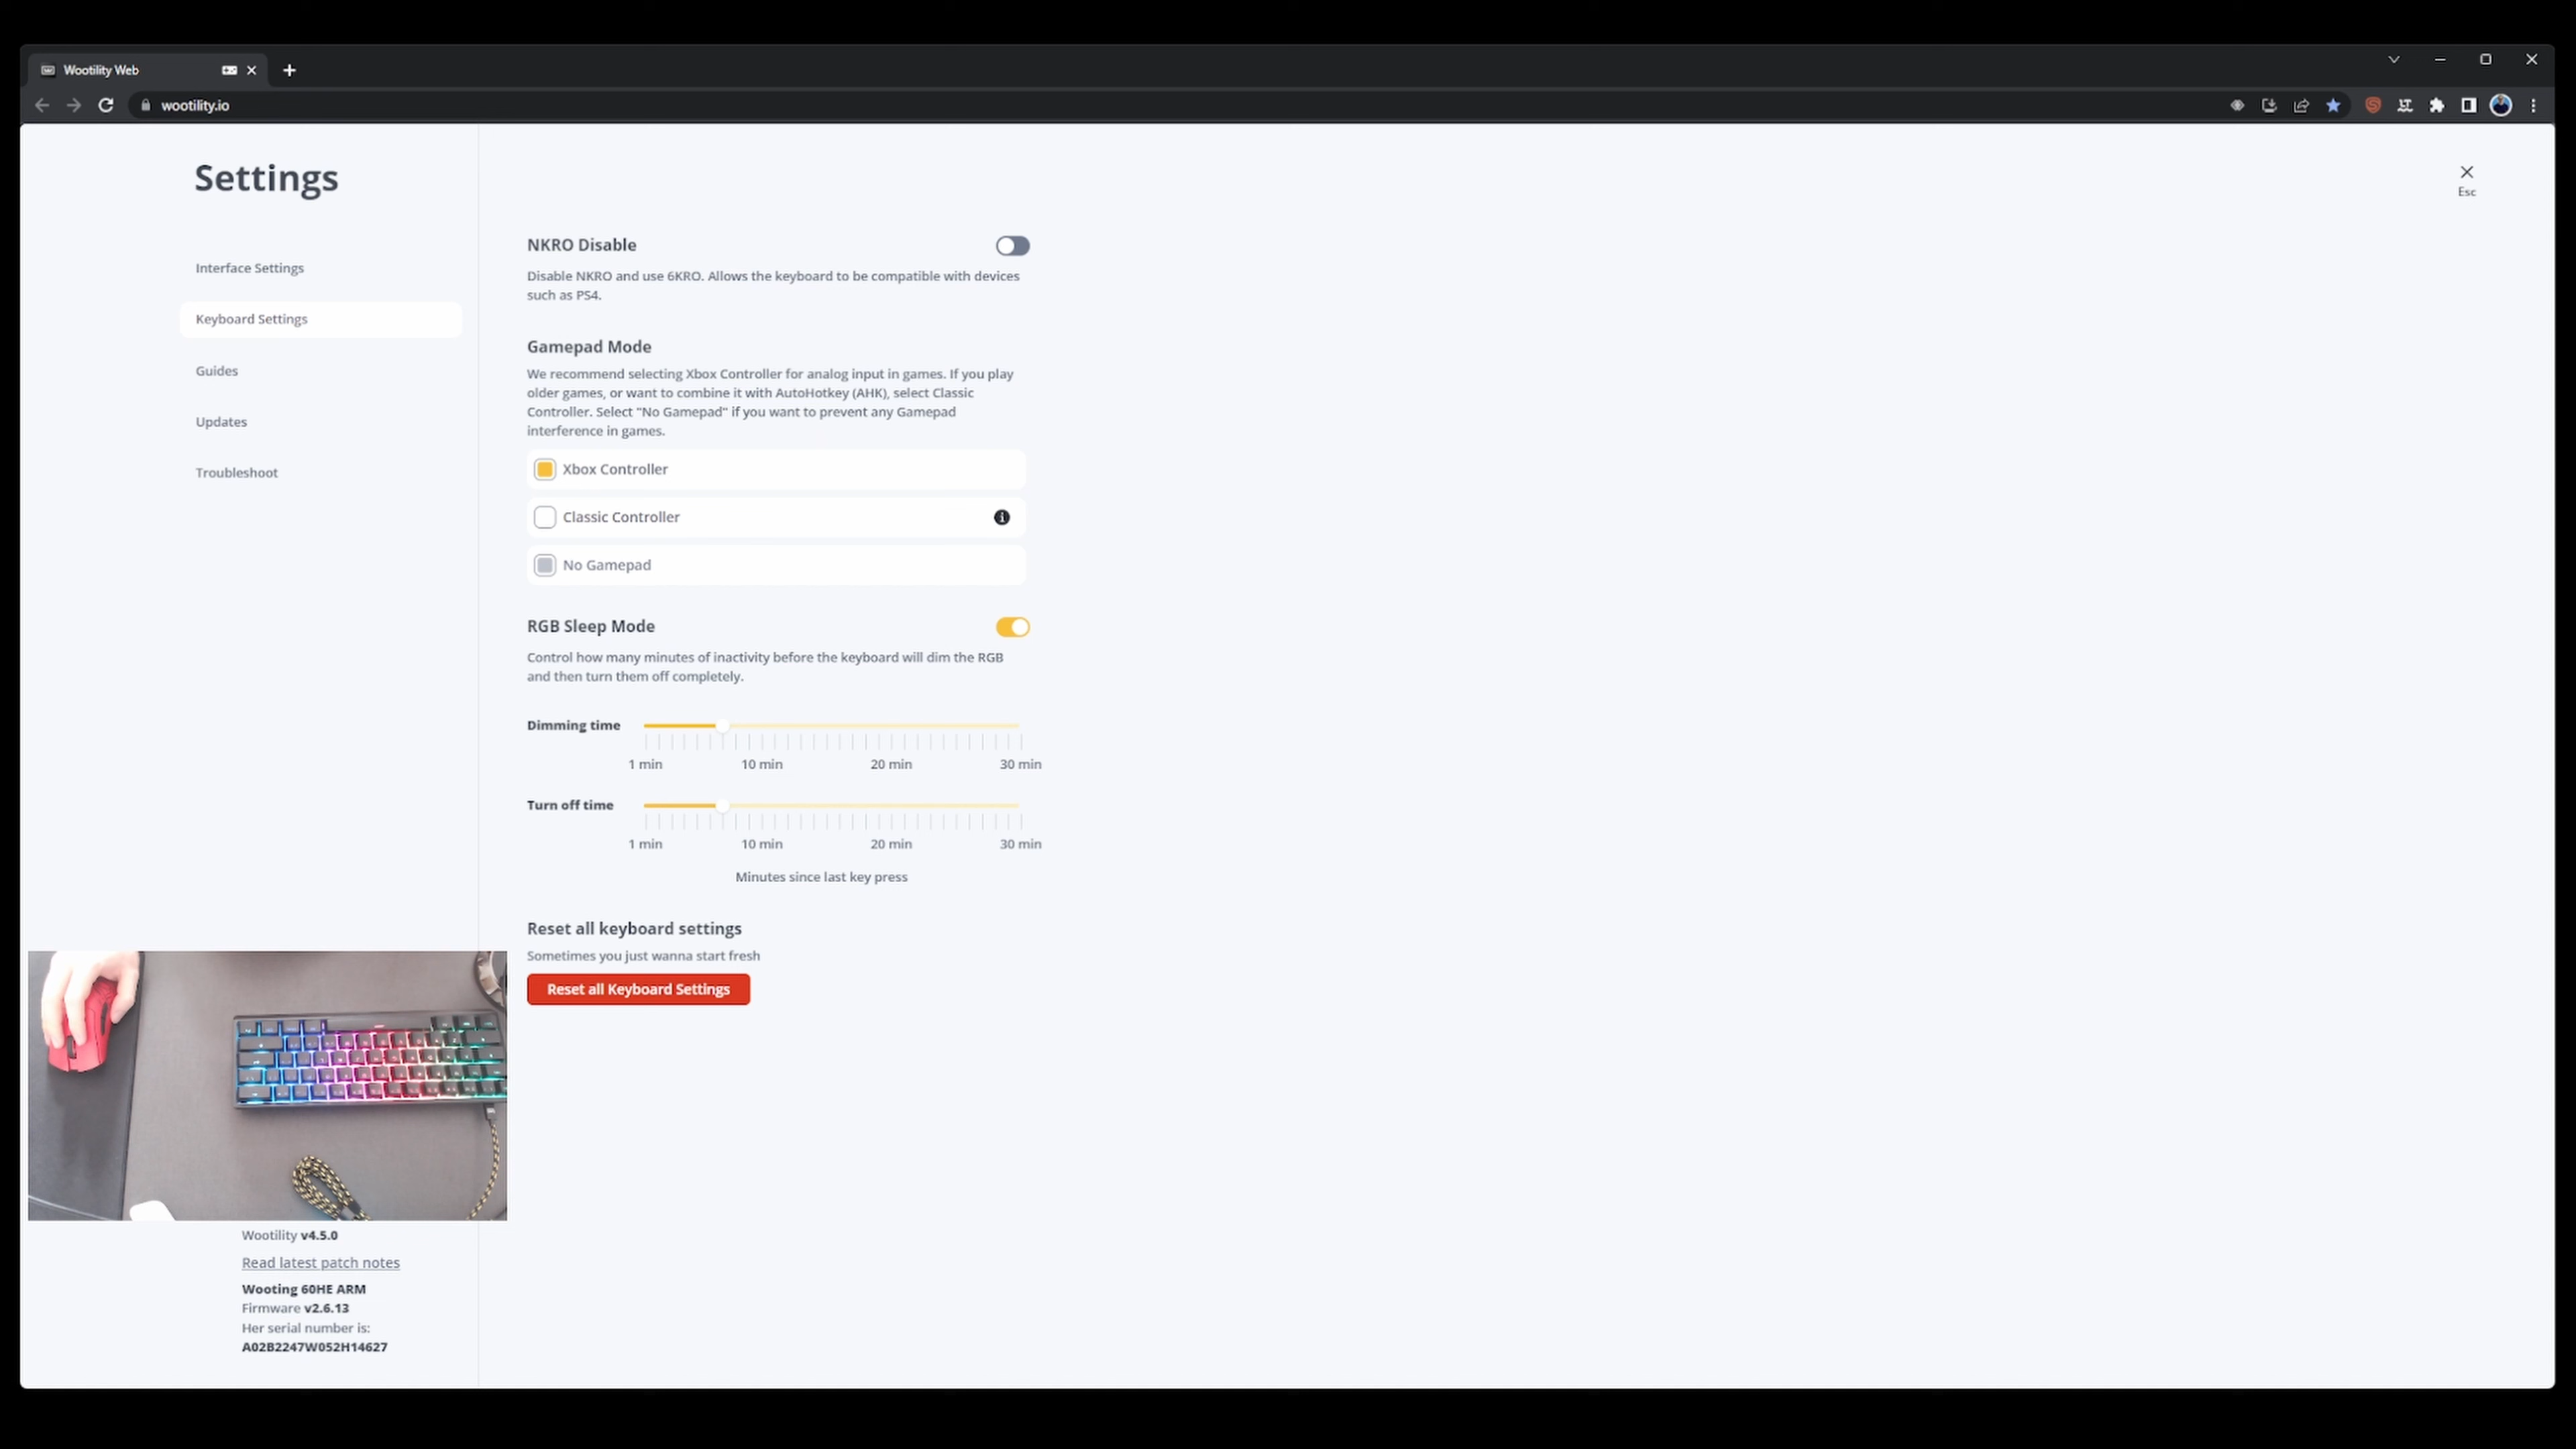 Wootility Web
wootility.io
Settings
Esc
Interface Settings
Keyboard Settings
Guides
Updates
Troubleshoot
NKRO Disable
Disable NKRO and use 6KRO. Allows the keyboard to be compatible with devices
such as PS4.
Gamepad Mode
We recommend selecting Xbox Controller for analog input in games. If you play
older games, or want to combine it with AutoHotkey (AHK), select Classic
Controller. Select "No Gamepad" if you want to prevent any Gamepad
interference in games.
Xbox Controller
Classic Controller
No Gamepad
RGB Sleep Mode
Control how many minutes of inactivity before the keyboard will dim the RGB
and then turn them off completely.
Dimming time
1 min 10 min 20 min 30 min
Turn off time
1 min 10 min 20 min 30 min
Minutes since last key press
Reset all keyboard settings
Sometimes you just wanna start fresh
Reset all Keyboard Settings
Wootility v4.5.0
Read latest patch notes
Wooting 60HE ARM
Firmware v2.6.13
Her serial number is:
A02B2247W052H14627